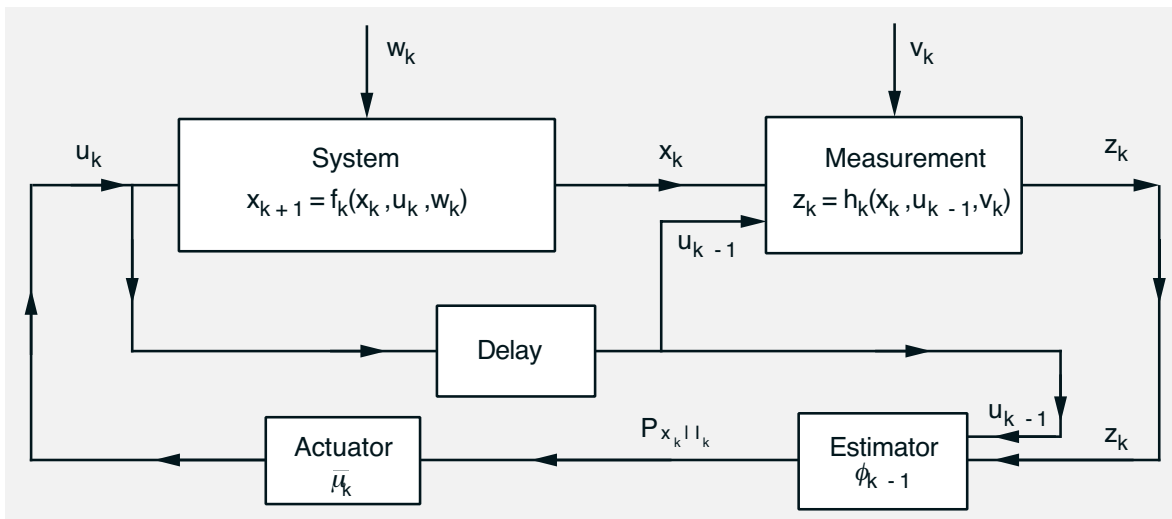 w_k
v_k
u_k
System
x_{k+1} = f_k(x_k, u_k, w_k)
x_k
Measurement
z_k = h_k(x_k, u_{k-1}, v_k)
z_k
u_{k-1}
Delay
u_{k-1}
P_{x_k | I_k}
z_k
Actuator
μ̅_k
Estimator
ϕ_{k-1}